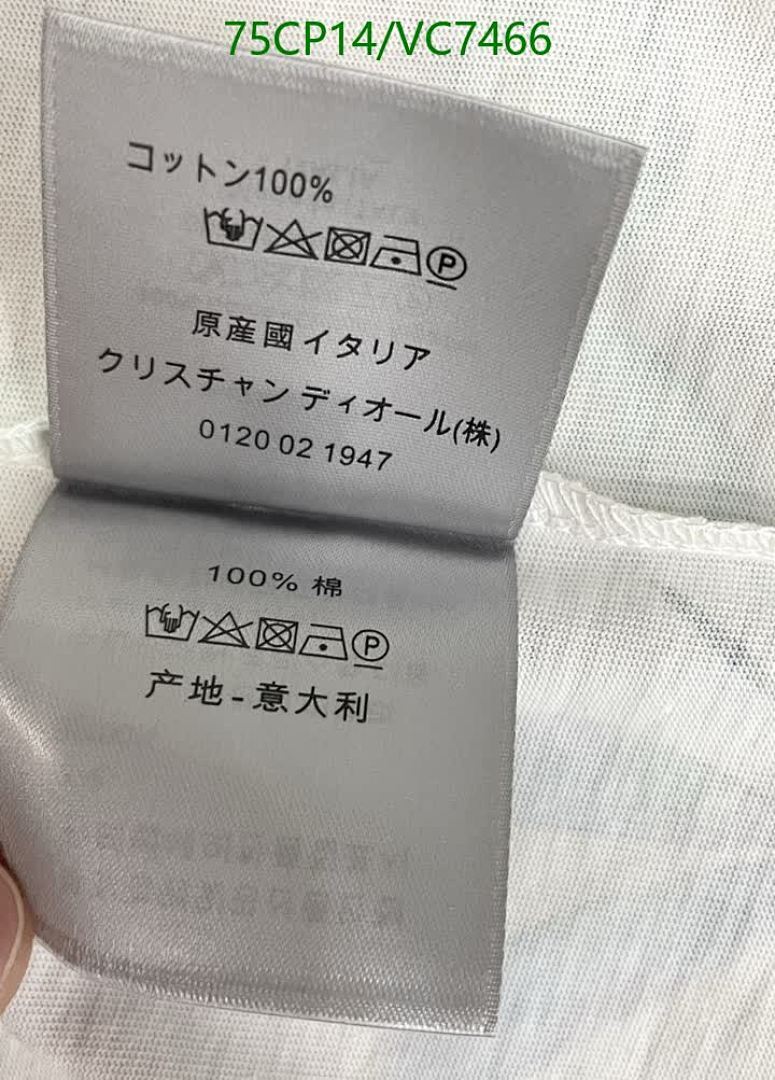 75CP14/VC7466
コットン100%
P
原産國イタリア
クリスチャン ディオール(株)
0120 02 1947
100% 棉
P
产地-意大利